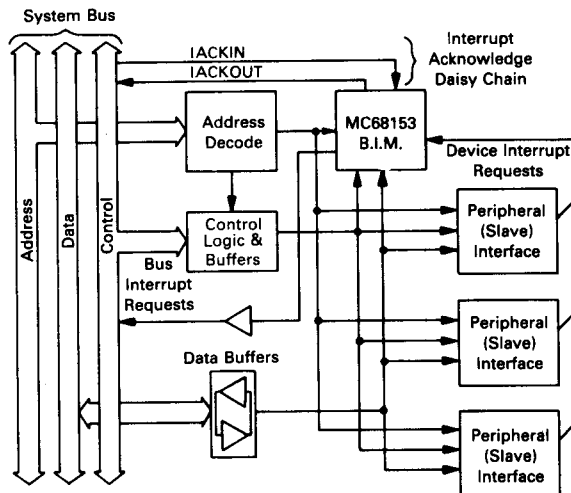 System Bus
IACKIN
IACKOUT
Interrupt
Acknowledge
Daisy Chain
Address
Decode
MC68153
B.I.M.
Device Interrupt
Requests
Address
Data
Control
Control
Logic &
Buffers
Bus
Interrupt
Requests
Peripheral
(Slave)
Interface
Peripheral
(Slave)
Interface
Data Buffers
Peripheral
(Slave)
Interface